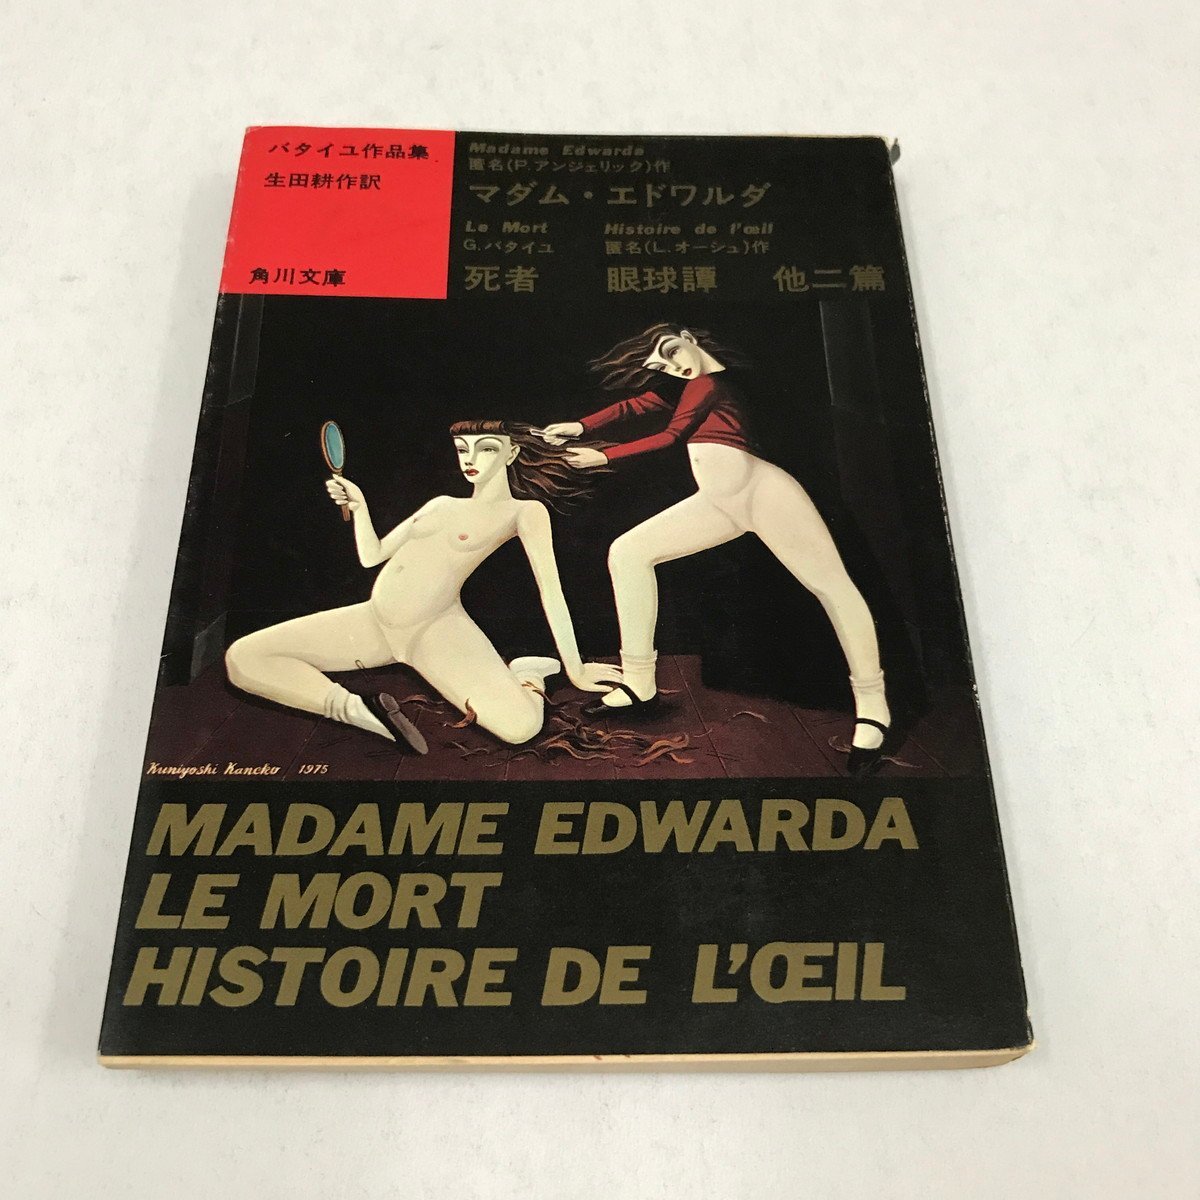 バタイユ作品集
生田耕作訳
角川文庫
Madame Edwarda
匿名(P.アンジェリック)作
マダム・エドワルダ
Le Mort
G.バタイユ
死者
Histoire de l'œil
匿名(L.オーシュ)作
眼球譚
他二篇
Kuniyoshi Kaneko 1975
MADAME EDWARDA
LE MORT
HISTOIRE DE L'ŒIL